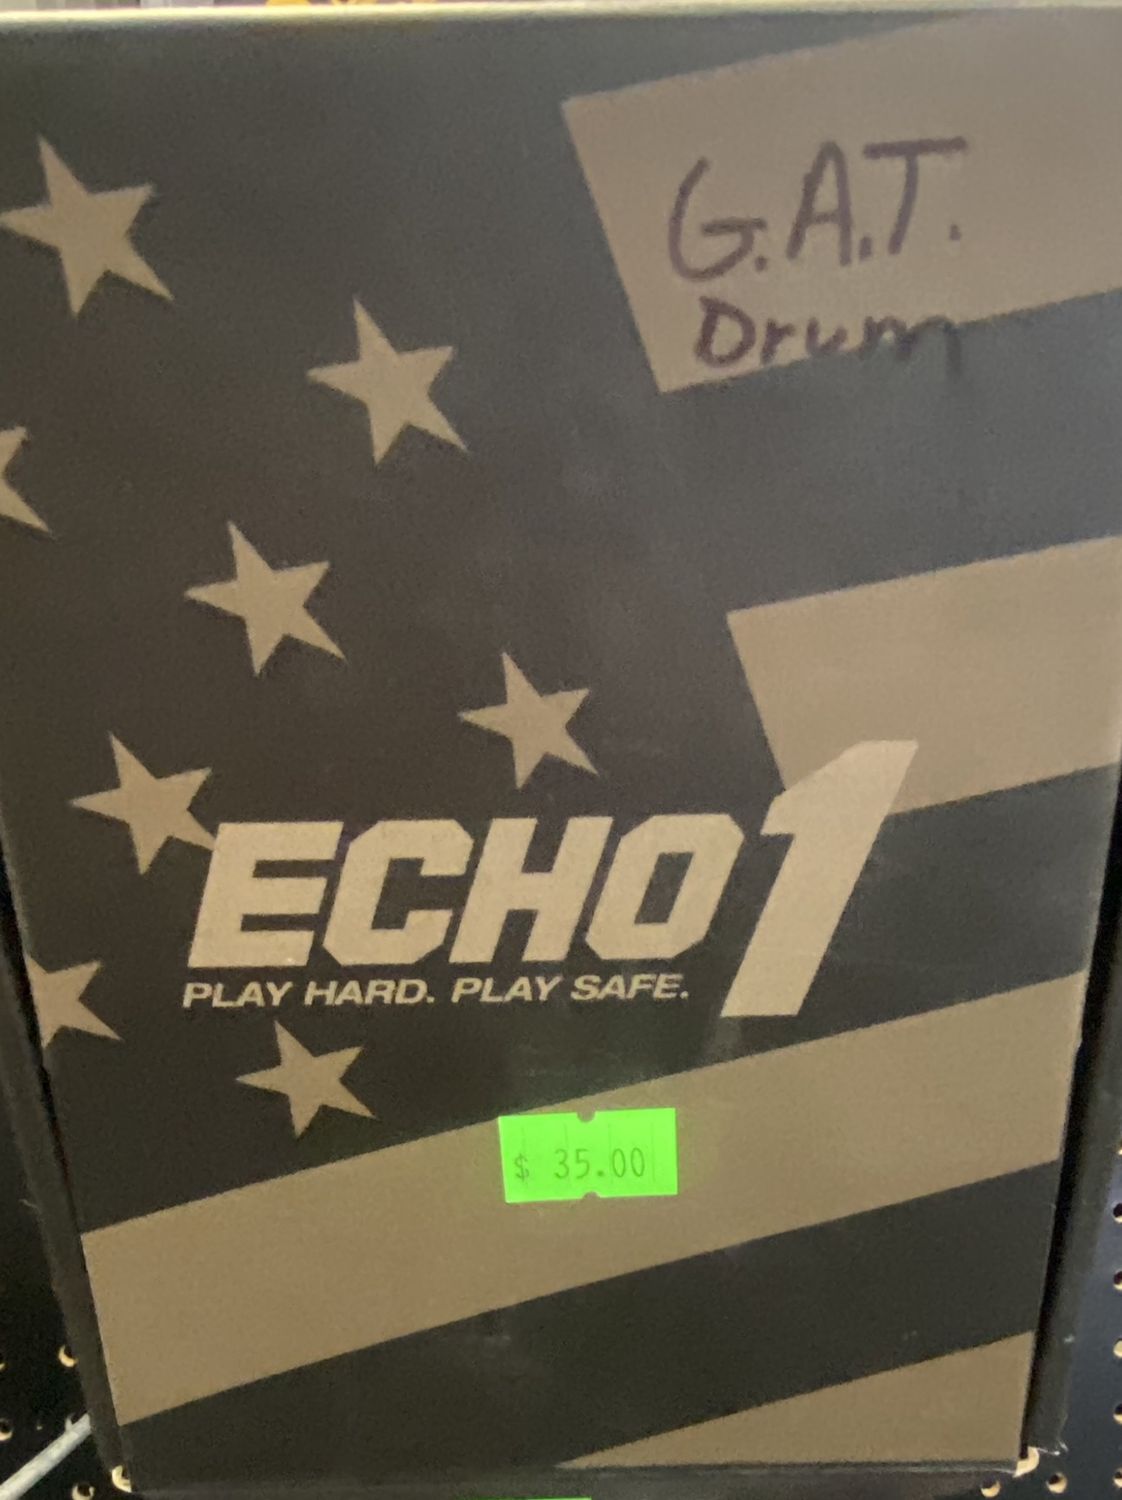 G.A.T.
Drum
ECHO1
PLAY HARD. PLAY SAFE.
$ 35.00